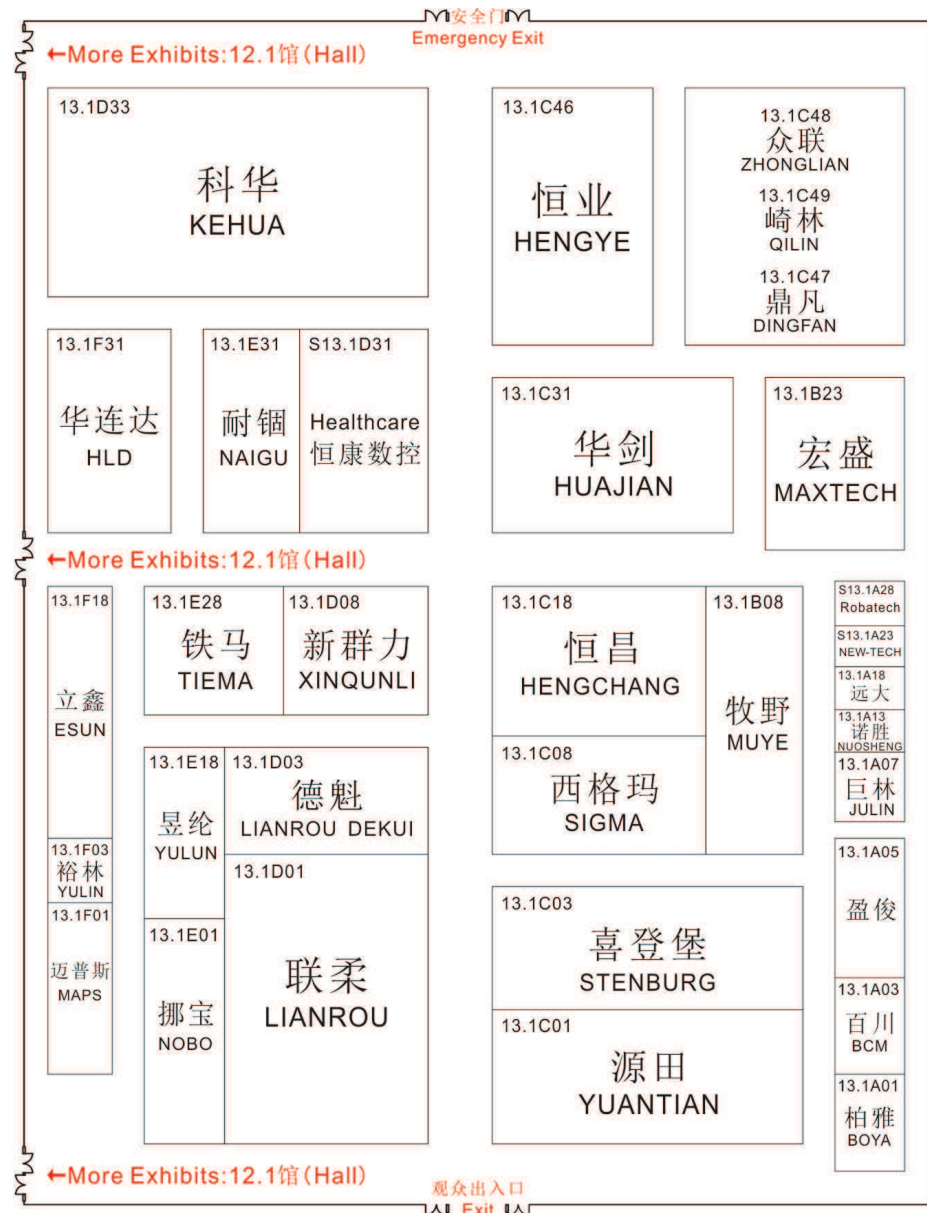 安全门
Emergency Exit
←More Exhibits:12.1馆(Hall)
13.1D33
科华
KEHUA
13.1C46
恒业
HENGYE
13.1C48
众联
ZHONGLIAN
13.1C49
崎林
QILIN
13.1C47
鼎凡
DINGFAN
13.1F31
华连达
HLD
13.1E31
耐锢
NAIGU
S13.1D31
Healthcare
恒康数控
13.1C31
华剑
HUAJIAN
13.1B23
宏盛
MAXTECH
←More Exhibits:12.1馆(Hall)
13.1F18
立鑫
ESUN
13.1F03
裕林
YULIN
13.1F01
迈普斯
MAPS
13.1E28
铁马
TIEMA
13.1D08
新群力
XINQUNLI
13.1E18
昱纶
YULUN
13.1D03
德魁
LIANROU DEKUI
13.1E01
挪宝
NOBO
13.1D01
联柔
LIANROU
13.1C18
恒昌
HENGCHANG
13.1B08
牧野
MUYE
13.1C08
西格玛
SIGMA
13.1C03
喜登堡
STENBURG
13.1C01
源田
YUANTIAN
S13.1A28
Robatech
S13.1A23
NEW-TECH
13.1A18
远大
13.1A13
诺胜
NUOSHENG
13.1A07
巨林
JULIN
13.1A05
盈俊
13.1A03
百川
BCM
13.1A01
柏雅
BOYA
←More Exhibits:12.1馆(Hall)
观众出入口
Exit